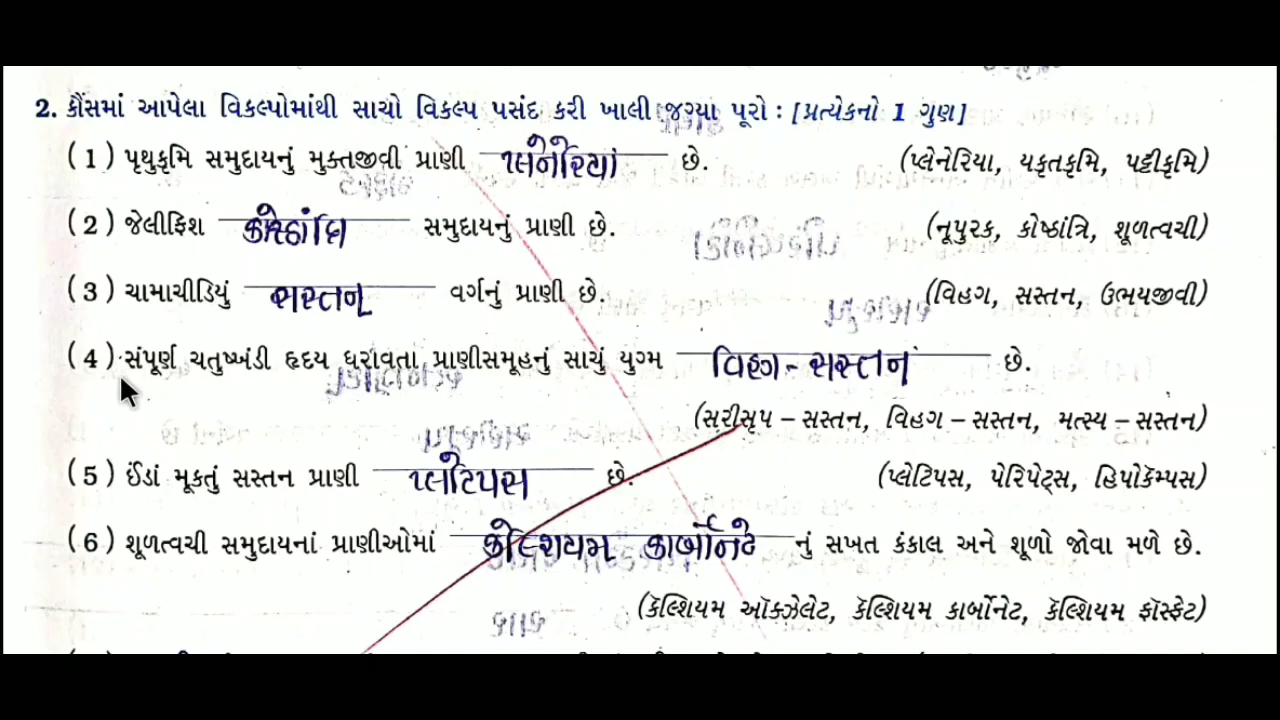 2. કૌંસમાં આપેલા વિકલ્પોમાંથી સાચો વિકલ્પ પસંદ કરી ખાલી જગ્યા પૂરો : [પ્રત્યેકનો 1 ગુણ]
(1) પૃથુકૃમિ સમુદાયનું મુક્તજીવી પ્રાણી પ્લેનેરિયા છે. (પ્લેનેરિયા, યકૃતકૃમિ, પટ્ટીકૃમિ)
(2) જેલીફિશ કોષ્ઠાંત્રિ સમુદાયનું પ્રાણી છે. (નૂપુરક, કોષ્ઠાંત્રિ, શૂળત્વચી)
(3) ચામાચીડિયું સસ્તન વર્ગનું પ્રાણી છે. (વિહગ, સસ્તન, ઉભયજીવી)
(4) સંપૂર્ણ ચતુષ્ખંડી હૃદય ધરાવતા પ્રાણીસમૂહનું સાચું યુગ્મ વિહગ - સસ્તન છે.
(સરીસૃપ – સસ્તન, વિહગ – સસ્તન, મત્સ્ય – સસ્તન)
(5) ઈંડાં મૂકતું સસ્તન પ્રાણી પ્લેટિપસ છે. (પ્લેટિપસ, પેરિપેટ્સ, હિપોકૅમ્પસ)
(6) શૂળત્વચી સમુદાયનાં પ્રાણીઓમાં કેલ્શિયમ કાર્બોનેટ નું સખત કંકાલ અને શૂળો જોવા મળે છે.
(કૅલ્શિયમ ઑક્ઝેલેટ, કૅલ્શિયમ કાર્બોનેટ, કૅલ્શિયમ ફૉસ્ફેટ)